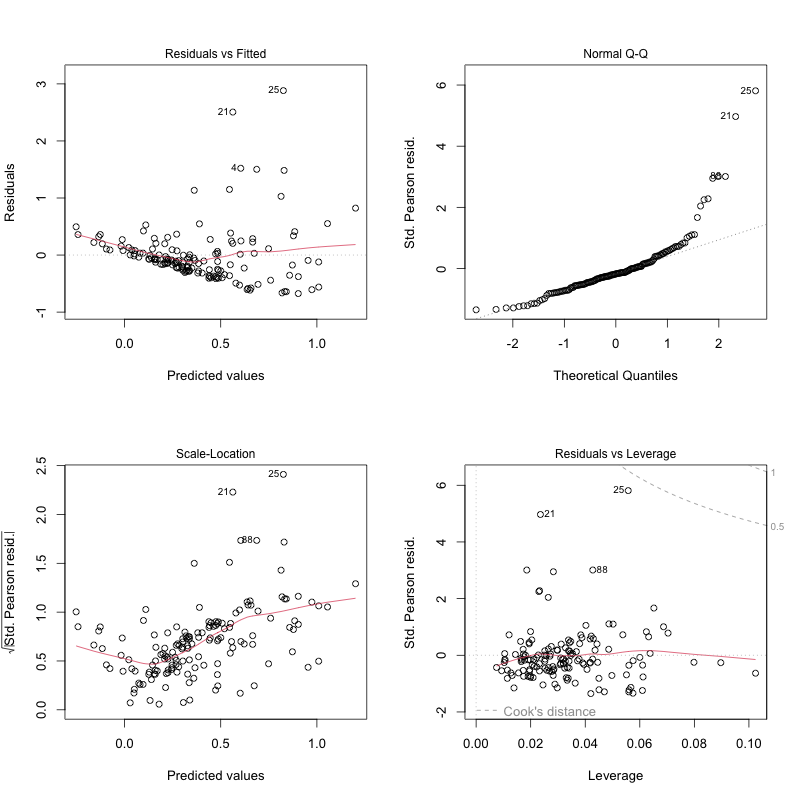 Residuals vs Fitted
Residuals
3
2
1
0
-1
25
21
4
0.0 0.5 1.0
Predicted values
Normal Q-Q
Std. Pearson resid.
6
4
2
0
25
21
88
-2 -1 0 1 2
Theoretical Quantiles
Scale-Location
√|Std. Pearson resid.|
2.5
2.0
1.5
1.0
0.5
0.0
25
21
88
0.0 0.5 1.0
Predicted values
Residuals vs Leverage
Std. Pearson resid.
6
4
2
0
-2
1
0.5
25
21
88
Cook's distance
0.00 0.02 0.04 0.06 0.08 0.10
Leverage